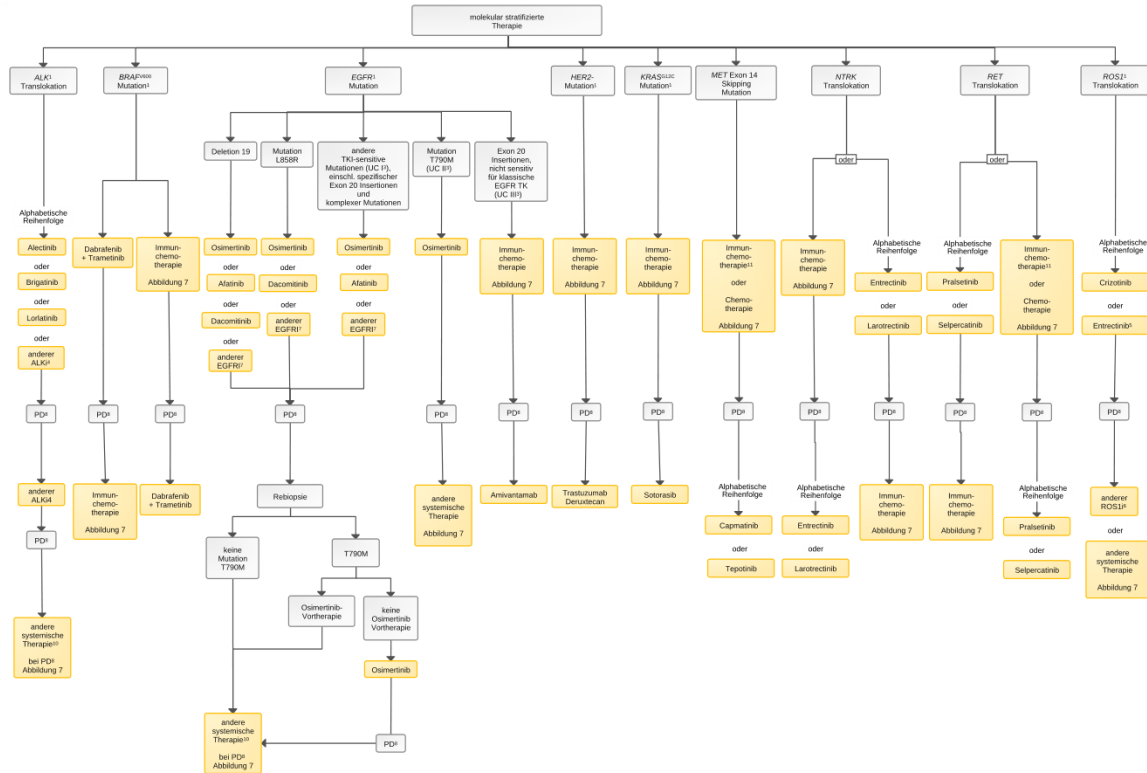 molekular stratifizierte
Therapie
ALK¹
Translokation
BRAFⱽ⁶⁰⁰
Mutation¹
EGFR¹
Mutation
HER2-
Mutation¹
KRASᴳ¹²ᶜ
Mutation¹
MET Exon 14
Skipping
Mutation
NTRK
Translokation
RET
Translokation
ROS1¹
Translokation
Deletion 19
Mutation
L858R
andere
TKI-sensitive
Mutationen (UC I³),
einschl. spezifischer
Exon 20 Insertionen
und
komplexer Mutationen
Mutation
T790M
(UC II³)
Exon 20
Insertionen,
nicht sensitiv
für klassische
EGFR TK
(UC III³)
oder
oder
Alphabetische
Reihenfolge
Alectinib
oder
Brigatinib
oder
Lorlatinib
oder
anderer
ALKi⁴
PD⁸
anderer
ALKi4
PD⁸
andere
systemische
Therapie¹⁰
bei PD⁸
Abbildung 7
Dabrafenib
+ Trametinib
PD⁸
Immun-
chemo-
therapie
Abbildung 7
Immun-
chemo-
therapie
Abbildung 7
PD⁸
Dabrafenib
+ Trametinib
Osimertinib
oder
Afatinib
oder
Dacomitinib
oder
anderer
EGFRI⁷
Osimertinib
oder
Dacomitinib
oder
anderer
EGFRI⁷
Osimertinib
oder
Afatinib
oder
anderer
EGFRI⁷
PD⁸
Rebiopsie
keine
Mutation
T790M
T790M
Osimertinib-
Vortherapie
keine
Osimertinib
Vortherapie
Osimertinib
PD⁸
andere
systemische
Therapie¹⁰
bei PD⁸
Abbildung 7
Osimertinib
PD⁸
andere
systemische
Therapie
Abbildung 7
Immun-
chemo-
therapie
Abbildung 7
PD⁸
Amivantamab
Immun-
chemo-
therapie
Abbildung 7
PD⁸
Trastuzumab
Deruxtecan
Immun-
chemo-
therapie
Abbildung 7
PD⁸
Sotorasib
Immun-
chemo-
therapie¹¹
oder
Chemo-
therapie
Abbildung 7
PD⁸
Alphabetische
Reihenfolge
Capmatinib
oder
Tepotinib
Immun-
chemo-
therapie
Abbildung 7
PD⁸
Alphabetische
Reihenfolge
Entrectinib
oder
Larotrectinib
Alphabetische
Reihenfolge
Entrectinib
oder
Larotrectinib
PD⁸
Immun-
chemo-
therapie
Abbildung 7
Alphabetische
Reihenfolge
Pralsetinib
oder
Selpercatinib
PD⁸
Immun-
chemo-
therapie
Abbildung 7
Immun-
chemo-
therapie¹¹
oder
Chemo-
therapie
Abbildung 7
PD⁸
Alphabetische
Reihenfolge
Pralsetinib
oder
Selpercatinib
Alphabetische
Reihenfolge
Crizotinib
oder
Entrectinib⁵
PD⁸
anderer
ROS1i⁵
oder
andere
systemische
Therapie
Abbildung 7